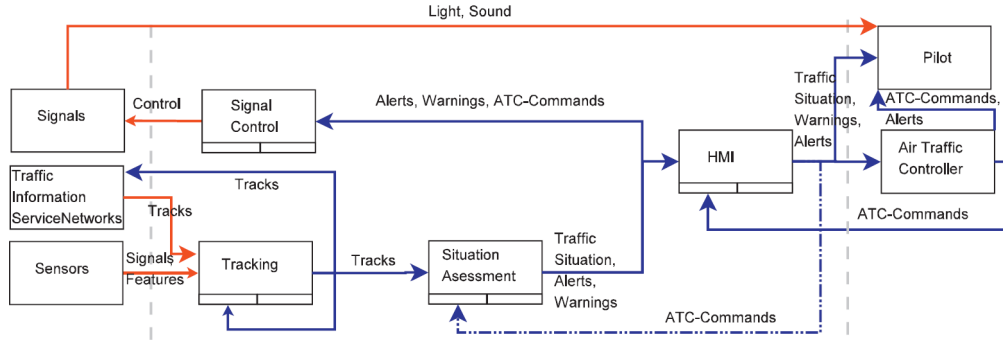 Light, Sound
Pilot
Signals
Control
Signal
Control
Alerts, Warnings, ATC-Commands
Traffic
Situation,
Warnings,
Alerts
ATC-Commands,
Alerts
HMI
Air Traffic
Controller
Traffic
Information
ServiceNetworks
Tracks
Tracks
ATC-Commands
Sensors
Signals
Features
Tracking
Tracks
Situation
Asessment
Traffic
Situation,
Alerts,
Warnings
ATC-Commands